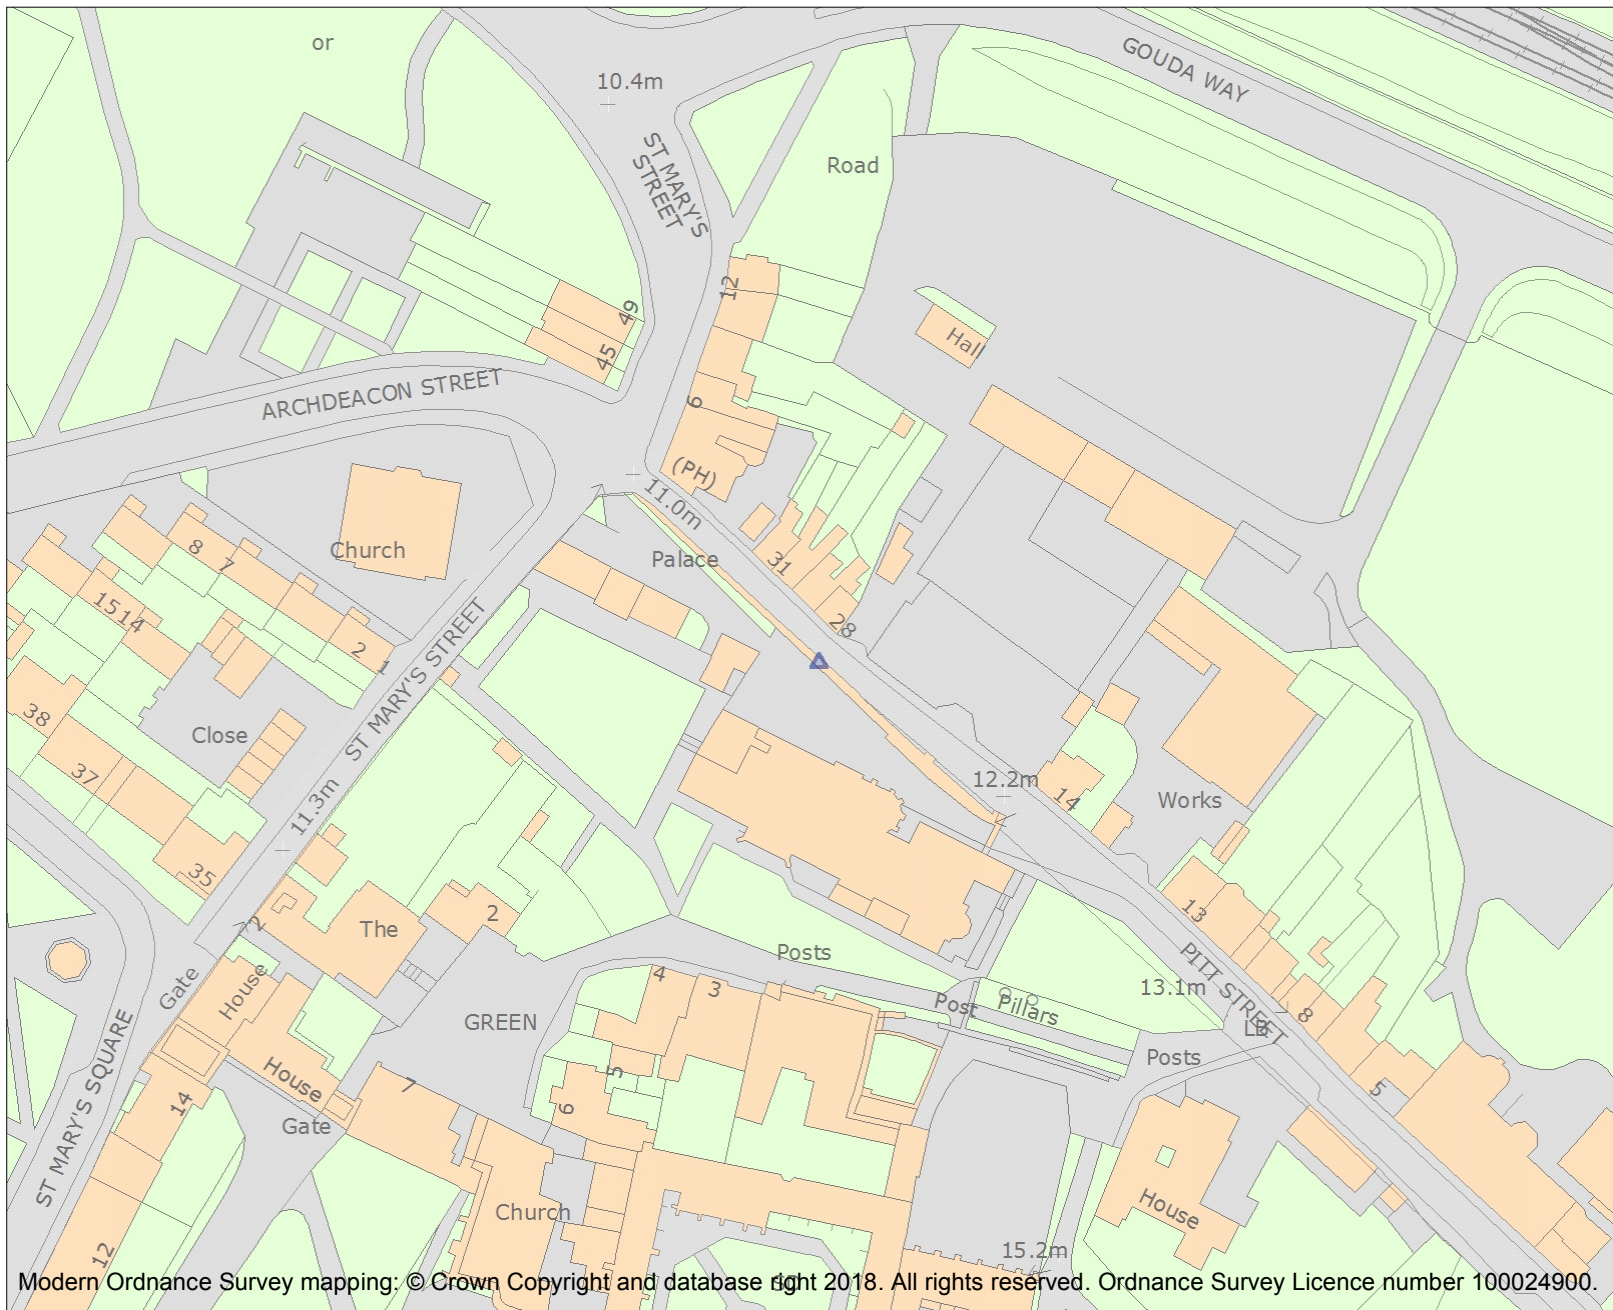 or
10.4m
GOUDA WAY
ST MARY'S
STREET
Road
12
49
45
Hall
ARCHDEACON STREET
6
(PH)
11.0m
Church
Palace
8
7
31
1514
28
2
1
ST MARY'S STREET
38
Close
37
11.3m
12.2m
14
Works
35
2
The
2
13
Posts
Gate
House
4
3
Post
Pillars
13.1m
PITT STREET
8
LB
GREEN
Posts
ST MARY'S SQUARE
House
7
5
5
14
6
Gate
Church
House
12
15.2m
Modern Ordnance Survey mapping: © Crown Copyright and database right 2018. All rights reserved. Ordnance Survey Licence number 100024900.